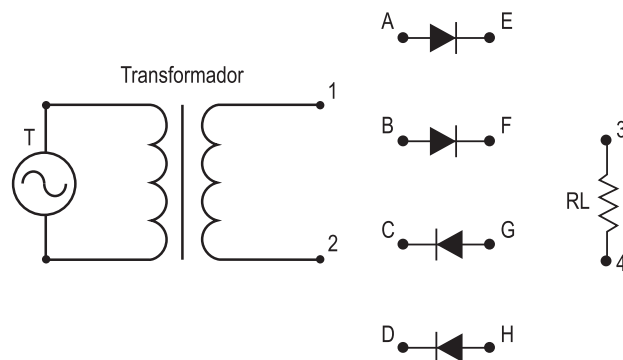 A E
Transformador
1
T
B F
3
RL
C G
2
4
D H